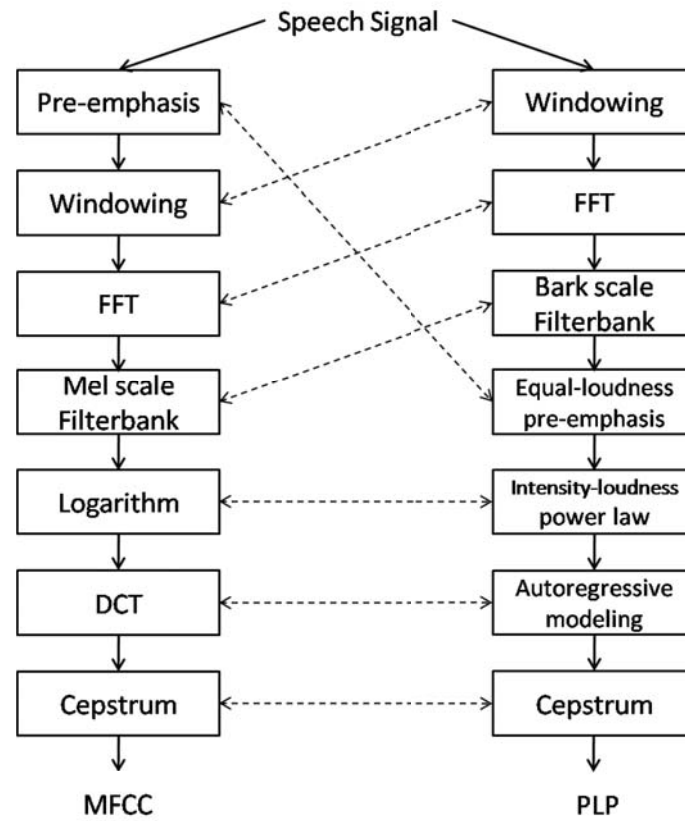 Speech Signal
Pre-emphasis
Windowing
FFT
Mel scale
Filterbank
Logarithm
DCT
Cepstrum
MFCC
Windowing
FFT
Bark scale
Filterbank
Equal-loudness
pre-emphasis
Intensity-loudness
power law
Autoregressive
modeling
Cepstrum
PLP